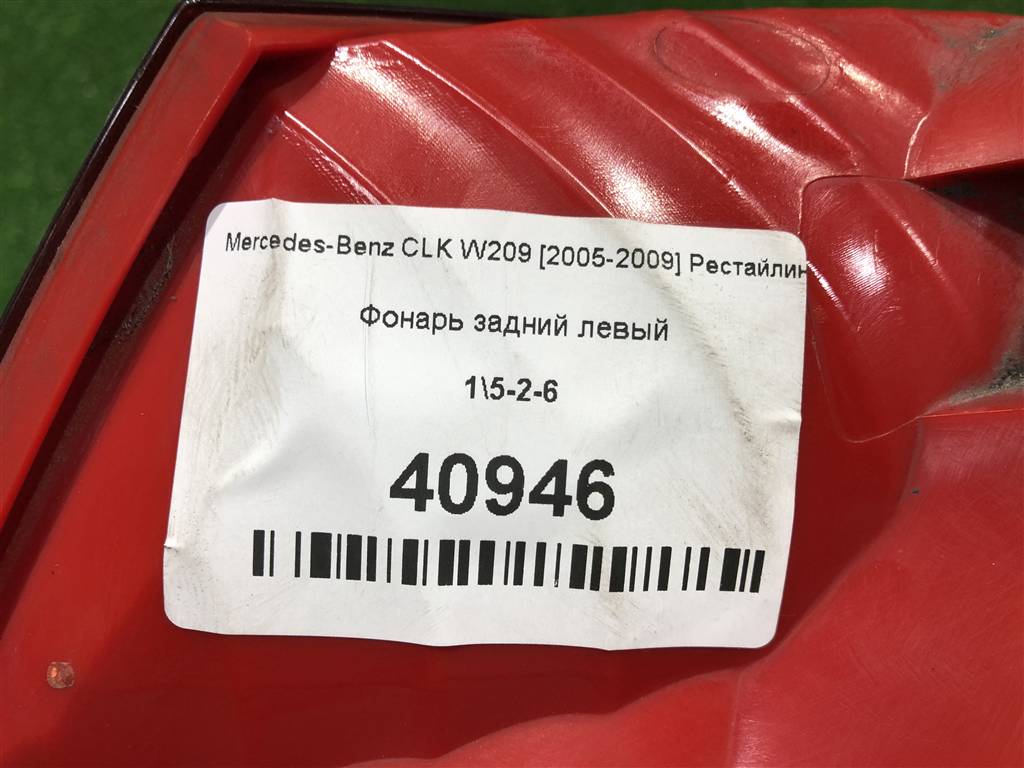 Mercedes-Benz CLK W209 [2005-2009] Рестайлин
Фонарь задний левый
1\5-2-6
40946